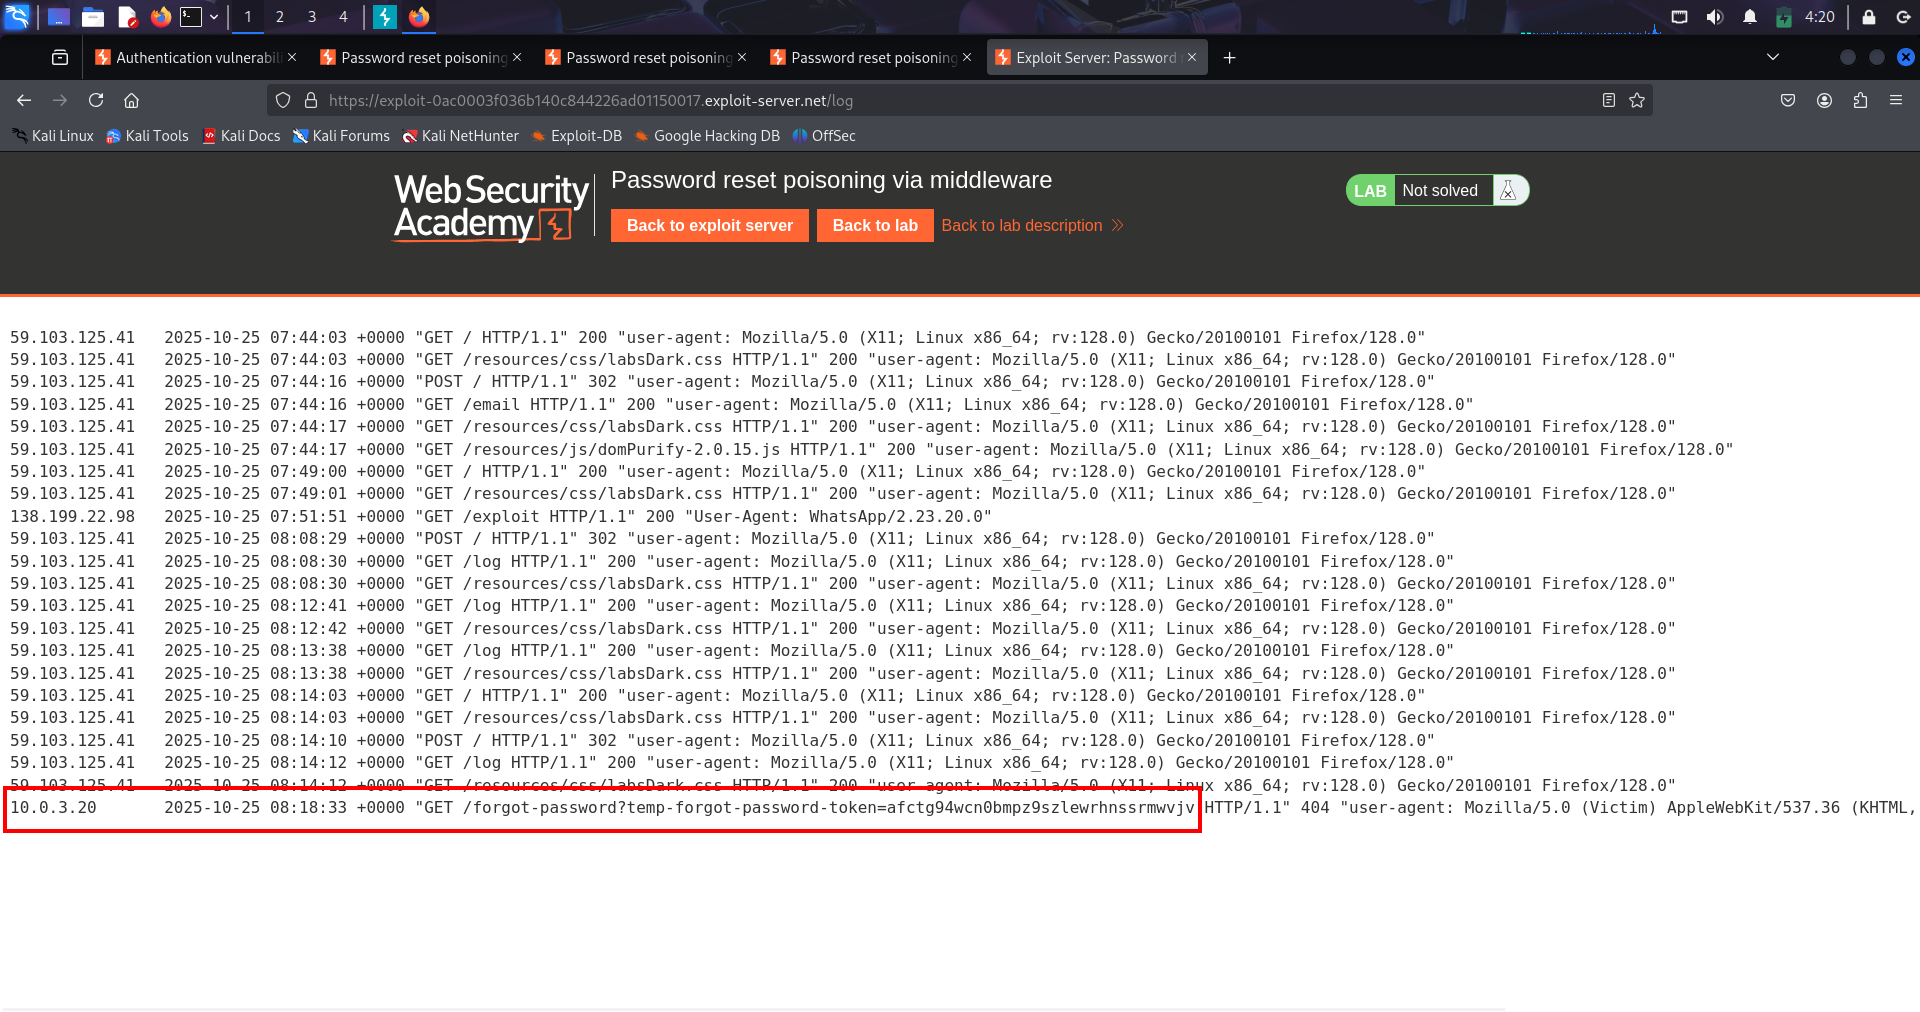 1 2 3 4 4:20
Authentication vulnerabili Password reset poisoning Password reset poisoning Password reset poisoning Exploit Server: Password
https://exploit-0ac0003f036b140c844226ad01150017.exploit-server.net/log
Kali Linux Kali Tools Kali Docs Kali Forums Kali NetHunter Exploit-DB Google Hacking DB OffSec
Web Security Academy
Password reset poisoning via middleware
LAB Not solved
Back to exploit server Back to lab Back to lab description
59.103.125.41 2025-10-25 07:44:03 +0000 "GET / HTTP/1.1" 200 "user-agent: Mozilla/5.0 (X11; Linux x86_64; rv:128.0) Gecko/20100101 Firefox/128.0"
59.103.125.41 2025-10-25 07:44:03 +0000 "GET /resources/css/labsDark.css HTTP/1.1" 200 "user-agent: Mozilla/5.0 (X11; Linux x86_64; rv:128.0) Gecko/20100101 Firefox/128.0"
59.103.125.41 2025-10-25 07:44:16 +0000 "POST / HTTP/1.1" 302 "user-agent: Mozilla/5.0 (X11; Linux x86_64; rv:128.0) Gecko/20100101 Firefox/128.0"
59.103.125.41 2025-10-25 07:44:16 +0000 "GET /email HTTP/1.1" 200 "user-agent: Mozilla/5.0 (X11; Linux x86_64; rv:128.0) Gecko/20100101 Firefox/128.0"
59.103.125.41 2025-10-25 07:44:17 +0000 "GET /resources/css/labsDark.css HTTP/1.1" 200 "user-agent: Mozilla/5.0 (X11; Linux x86_64; rv:128.0) Gecko/20100101 Firefox/128.0"
59.103.125.41 2025-10-25 07:44:17 +0000 "GET /resources/js/domPurify-2.0.15.js HTTP/1.1" 200 "user-agent: Mozilla/5.0 (X11; Linux x86_64; rv:128.0) Gecko/20100101 Firefox/128.0"
59.103.125.41 2025-10-25 07:49:00 +0000 "GET / HTTP/1.1" 200 "user-agent: Mozilla/5.0 (X11; Linux x86_64; rv:128.0) Gecko/20100101 Firefox/128.0"
59.103.125.41 2025-10-25 07:49:01 +0000 "GET /resources/css/labsDark.css HTTP/1.1" 200 "user-agent: Mozilla/5.0 (X11; Linux x86_64; rv:128.0) Gecko/20100101 Firefox/128.0"
138.199.22.98 2025-10-25 07:51:51 +0000 "GET /exploit HTTP/1.1" 200 "User-Agent: WhatsApp/2.23.20.0"
59.103.125.41 2025-10-25 08:08:29 +0000 "POST / HTTP/1.1" 302 "user-agent: Mozilla/5.0 (X11; Linux x86_64; rv:128.0) Gecko/20100101 Firefox/128.0"
59.103.125.41 2025-10-25 08:08:30 +0000 "GET /log HTTP/1.1" 200 "user-agent: Mozilla/5.0 (X11; Linux x86_64; rv:128.0) Gecko/20100101 Firefox/128.0"
59.103.125.41 2025-10-25 08:08:30 +0000 "GET /resources/css/labsDark.css HTTP/1.1" 200 "user-agent: Mozilla/5.0 (X11; Linux x86_64; rv:128.0) Gecko/20100101 Firefox/128.0"
59.103.125.41 2025-10-25 08:12:41 +0000 "GET /log HTTP/1.1" 200 "user-agent: Mozilla/5.0 (X11; Linux x86_64; rv:128.0) Gecko/20100101 Firefox/128.0"
59.103.125.41 2025-10-25 08:12:42 +0000 "GET /resources/css/labsDark.css HTTP/1.1" 200 "user-agent: Mozilla/5.0 (X11; Linux x86_64; rv:128.0) Gecko/20100101 Firefox/128.0"
59.103.125.41 2025-10-25 08:13:38 +0000 "GET /log HTTP/1.1" 200 "user-agent: Mozilla/5.0 (X11; Linux x86_64; rv:128.0) Gecko/20100101 Firefox/128.0"
59.103.125.41 2025-10-25 08:13:38 +0000 "GET /resources/css/labsDark.css HTTP/1.1" 200 "user-agent: Mozilla/5.0 (X11; Linux x86_64; rv:128.0) Gecko/20100101 Firefox/128.0"
59.103.125.41 2025-10-25 08:14:03 +0000 "GET / HTTP/1.1" 200 "user-agent: Mozilla/5.0 (X11; Linux x86_64; rv:128.0) Gecko/20100101 Firefox/128.0"
59.103.125.41 2025-10-25 08:14:03 +0000 "GET /resources/css/labsDark.css HTTP/1.1" 200 "user-agent: Mozilla/5.0 (X11; Linux x86_64; rv:128.0) Gecko/20100101 Firefox/128.0"
59.103.125.41 2025-10-25 08:14:10 +0000 "POST / HTTP/1.1" 302 "user-agent: Mozilla/5.0 (X11; Linux x86_64; rv:128.0) Gecko/20100101 Firefox/128.0"
59.103.125.41 2025-10-25 08:14:12 +0000 "GET /log HTTP/1.1" 200 "user-agent: Mozilla/5.0 (X11; Linux x86_64; rv:128.0) Gecko/20100101 Firefox/128.0"
59.103.125.41 2025-10-25 08:14:12 +0000 "GET /resources/css/labsDark.css HTTP/1.1" 200 "user-agent: Mozilla/5.0 (X11; Linux x86_64; rv:128.0) Gecko/20100101 Firefox/128.0"
10.0.3.20 2025-10-25 08:18:33 +0000 "GET /forgot-password?temp-forgot-password-token=afctg94wcn0bmpz9szlewrhnssrmwvjv HTTP/1.1" 404 "user-agent: Mozilla/5.0 (Victim) AppleWebKit/537.36 (KHTML,